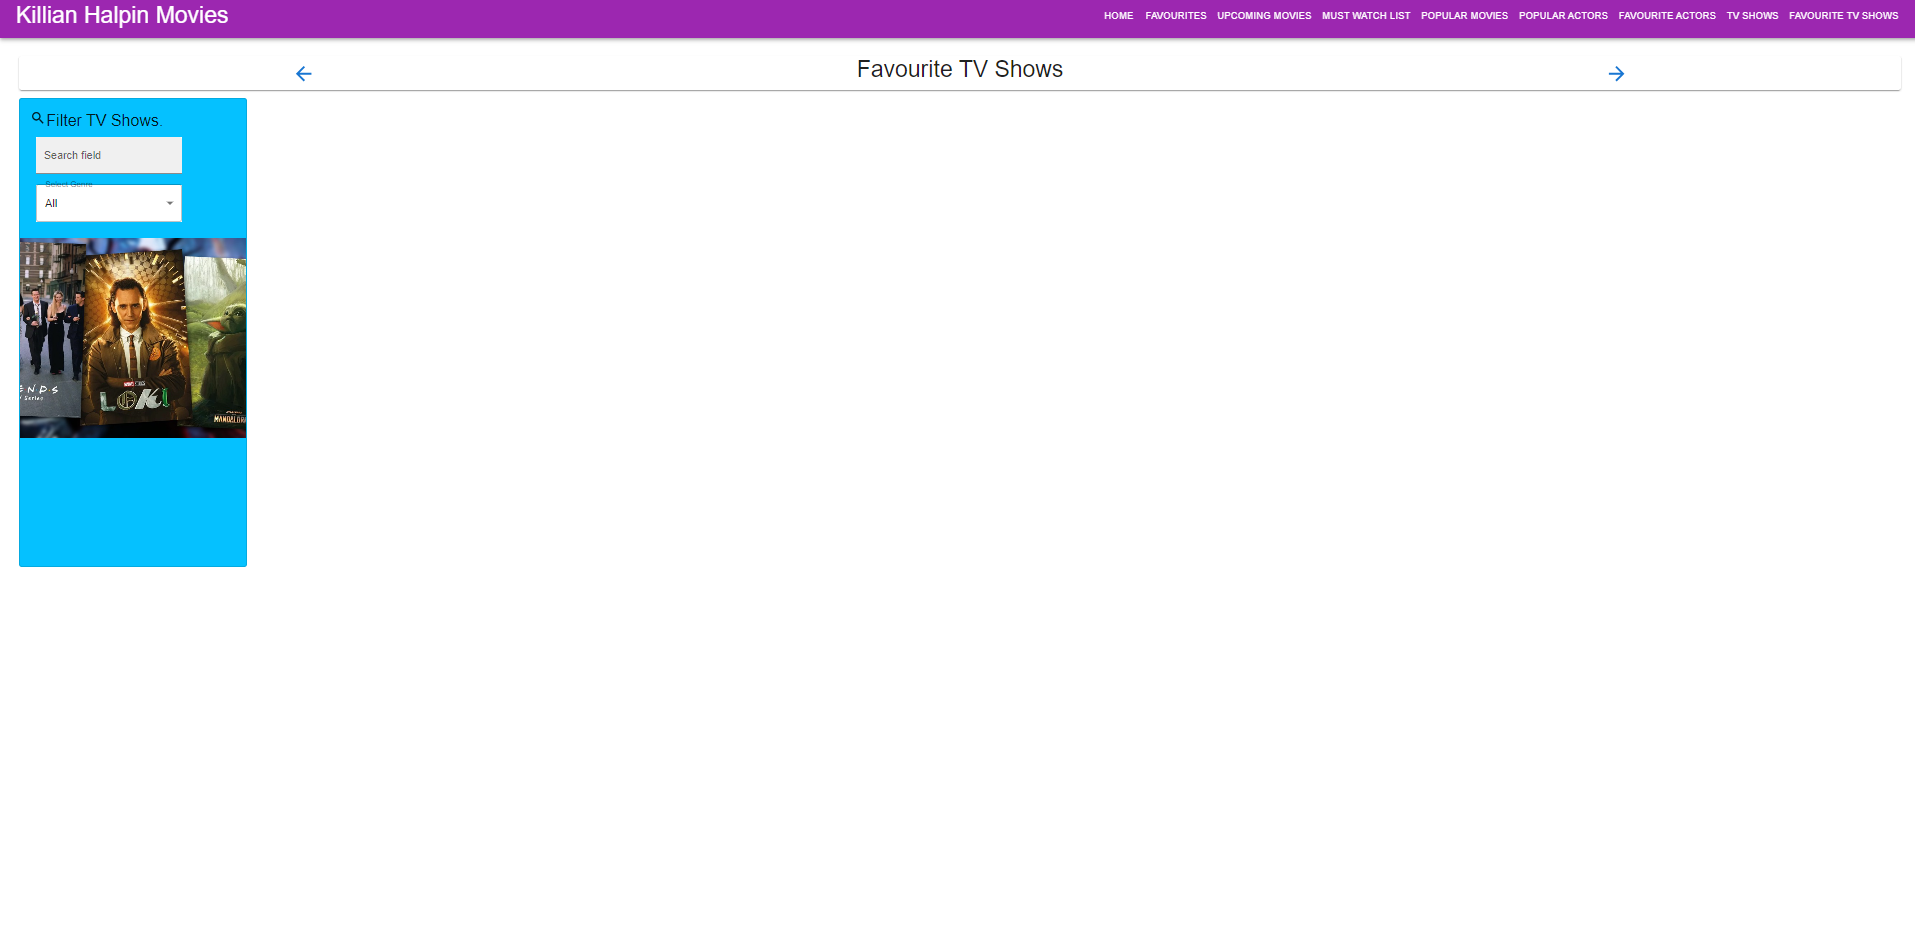 Killian Halpin Movies
HOME FAVOURITES UPCOMING MOVIES MUST WATCH LIST POPULAR MOVIES POPULAR ACTORS FAVOURITE ACTORS TV SHOWS FAVOURITE TV SHOWS
Favourite TV Shows
Filter TV Shows.
Search field
Select Genre
All
ENDS
Series
LOKI
MANDALOR